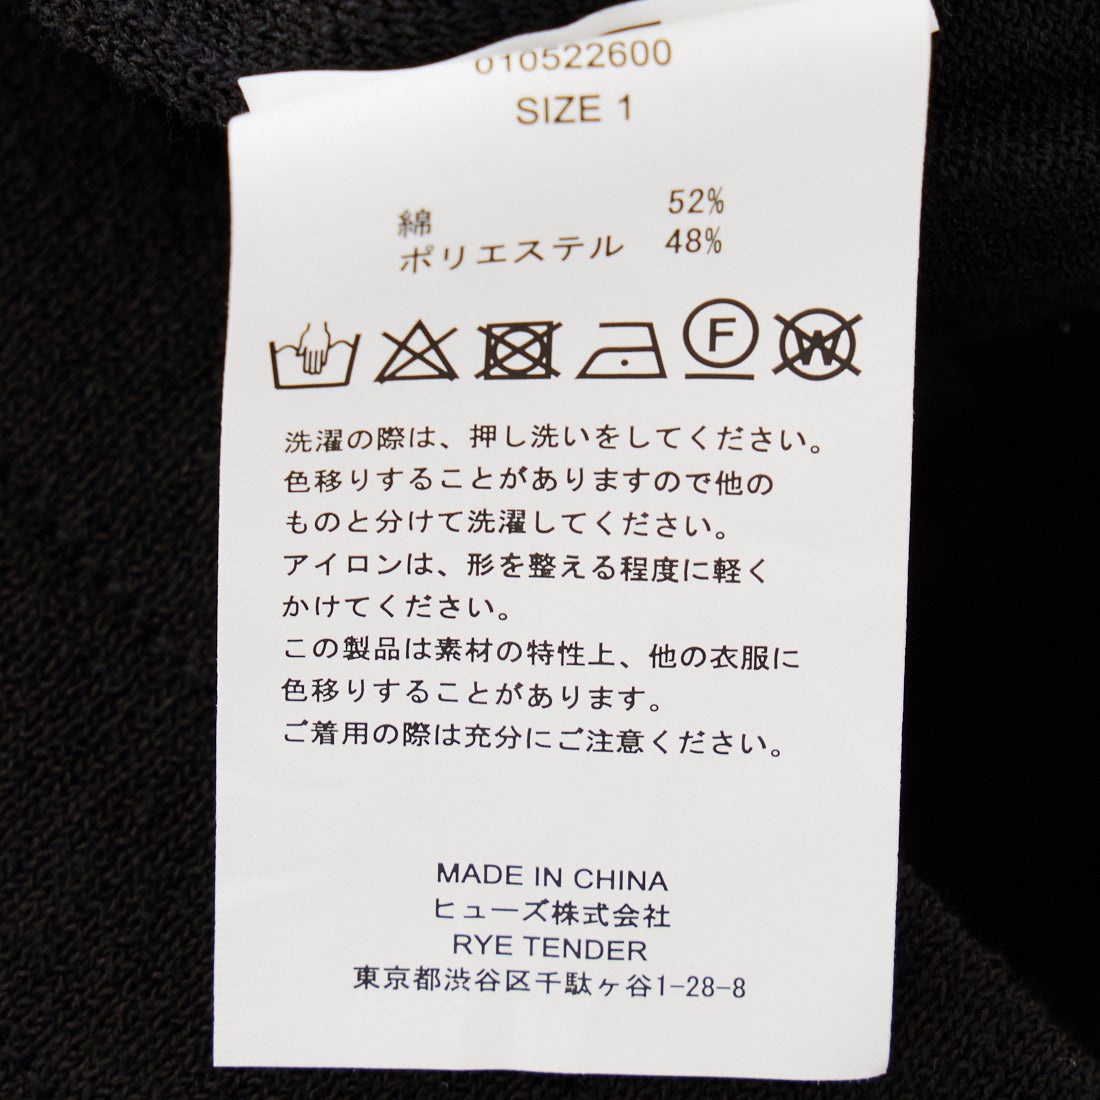 010522600
SIZE 1
綿 52%
ポリエステル 48%
F W
洗濯の際は、押し洗いをしてください。
色移りすることがありますので他の
ものと分けて洗濯してください。
アイロンは、形を整える程度に軽く
かけてください。
この製品は素材の特性上、他の衣服に
色移りすることがあります。
ご着用の際は充分にご注意ください。
MADE IN CHINA
ヒューズ株式会社
RYE TENDER
東京都渋谷区千駄ヶ谷1-28-8